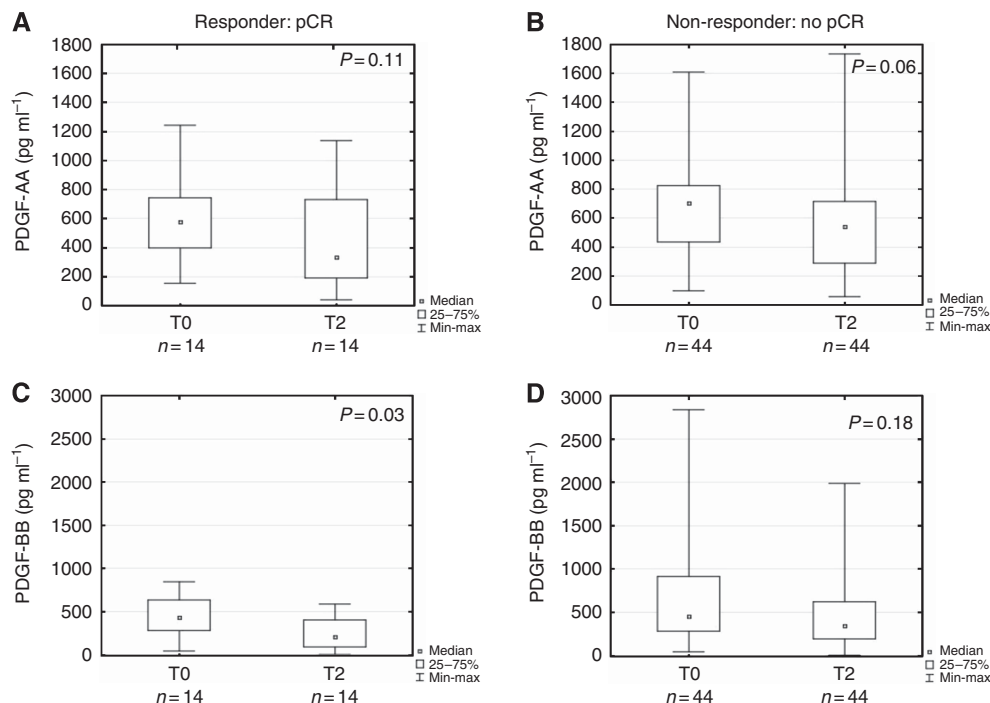 A
Responder: pCR
PDGF-AA (pg ml⁻¹)
1800
1600
1400
1200
1000
800
600
400
200
0
P=0.11
T0
T2
n=14
n=14
Median
25–75%
Min-max
B
Non-responder: no pCR
PDGF-AA (pg ml⁻¹)
1800
1600
1400
1200
1000
800
600
400
200
0
P=0.06
T0
T2
n=44
n=44
Median
25–75%
Min-max
C
PDGF-BB (pg ml⁻¹)
3000
2500
2000
1500
1000
500
0
P=0.03
T0
T2
n=14
n=14
Median
25–75%
Min-max
D
PDGF-BB (pg ml⁻¹)
3000
2500
2000
1500
1000
500
0
P=0.18
T0
T2
n=44
n=44
Median
25–75%
Min-max